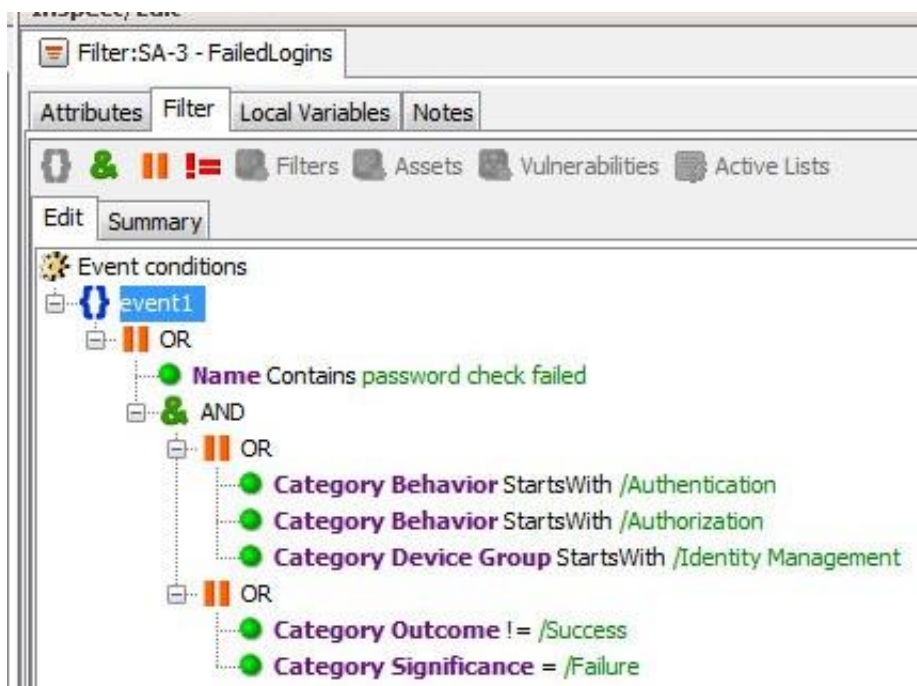 Filter:SA-3 - FailedLogins
Attributes Filter Local Variables Notes
{} & != Filters Assets Vulnerabilities Active Lists
Edit Summary
Event conditions
{} event1
OR
Name Contains password check failed
& AND
OR
Category Behavior StartsWith /Authentication
Category Behavior StartsWith /Authorization
Category Device Group StartsWith /Identity Management
OR
Category Outcome != /Success
Category Significance = /Failure